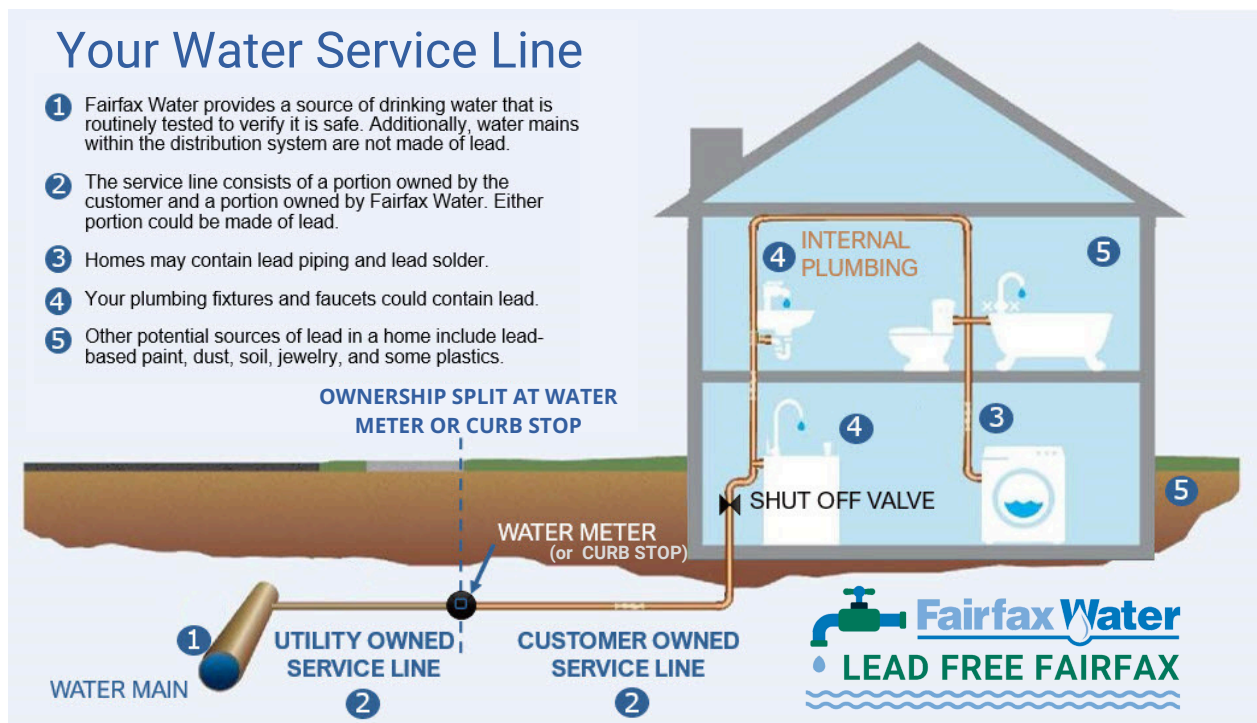 Your Water Service Line
1 Fairfax Water provides a source of drinking water that is
routinely tested to verify it is safe. Additionally, water mains
within the distribution system are not made of lead.
2 The service line consists of a portion owned by the
customer and a portion owned by Fairfax Water. Either
portion could be made of lead.
3 Homes may contain lead piping and lead solder.
4 Your plumbing fixtures and faucets could contain lead.
5 Other potential sources of lead in a home include lead-
based paint, dust, soil, jewelry, and some plastics.
OWNERSHIP SPLIT AT WATER
METER OR CURB STOP
4 INTERNAL
PLUMBING
5
3
4
5
SHUT OFF VALVE
WATER METER
(or CURB STOP)
1
WATER MAIN
UTILITY OWNED
SERVICE LINE
2
CUSTOMER OWNED
SERVICE LINE
2
Fairfax Water
LEAD FREE FAIRFAX